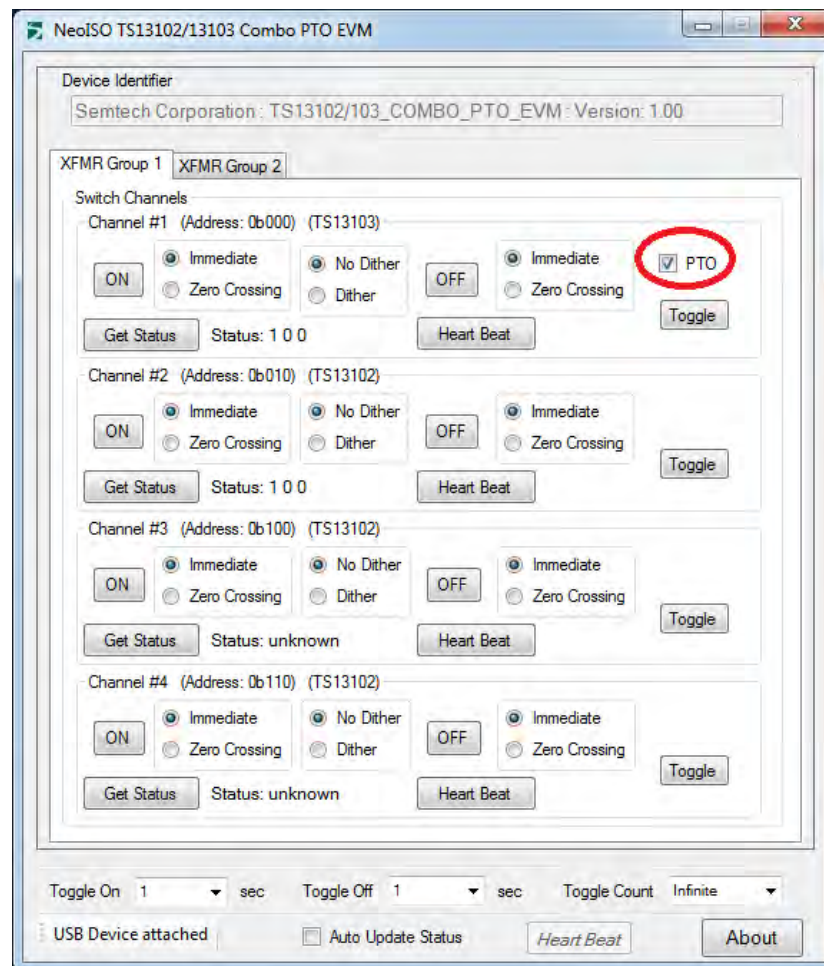 NeoISO TS13102/13103 Combo PTO EVM
Device Identifier
Semtech Corporation : TS13102/103_COMBO_PTO_EVM : Version: 1.00
XFMR Group 1 XFMR Group 2
Switch Channels
Channel #1 (Address: 0b000) (TS13103)
ON Immediate No Dither OFF Immediate PTO
Zero Crossing Dither Zero Crossing
Toggle
Get Status Status: 1 0 0 Heart Beat
Channel #2 (Address: 0b010) (TS13102)
ON Immediate No Dither OFF Immediate
Zero Crossing Dither Zero Crossing
Toggle
Get Status Status: 1 0 0 Heart Beat
Channel #3 (Address: 0b100) (TS13102)
ON Immediate No Dither OFF Immediate
Zero Crossing Dither Zero Crossing
Toggle
Get Status Status: unknown Heart Beat
Channel #4 (Address: 0b110) (TS13102)
ON Immediate No Dither OFF Immediate
Zero Crossing Dither Zero Crossing
Toggle
Get Status Status: unknown Heart Beat
Toggle On 1 sec Toggle Off 1 sec Toggle Count Infinite
USB Device attached Auto Update Status Heart Beat About